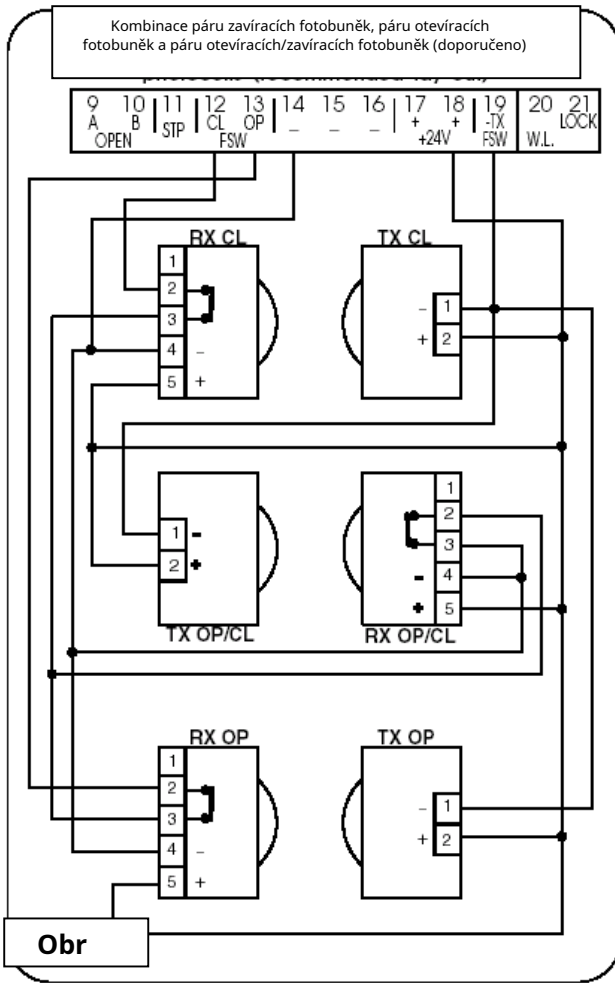 Kombinace páru zavíracích fotobuněk, páru otevíracích
fotobuněk a páru otevíracích/zavíracích fotobuněk (doporučeno)
9 10 11 12 13 14 15 16 17 18 19 20 21
A B STP CL OP _ _ _ + + -TX LOCK
OPEN FSW +24V FSW W.L.
RX CL TX CL
1
2
3
4 _
5 +
_ 1
+ 2
1 -
2 +
1
2
3
- 4
+ 5
TX OP/CL RX OP/CL
RX OP TX OP
1
2
3
4 _
5 +
_ 1
+ 2
Obr